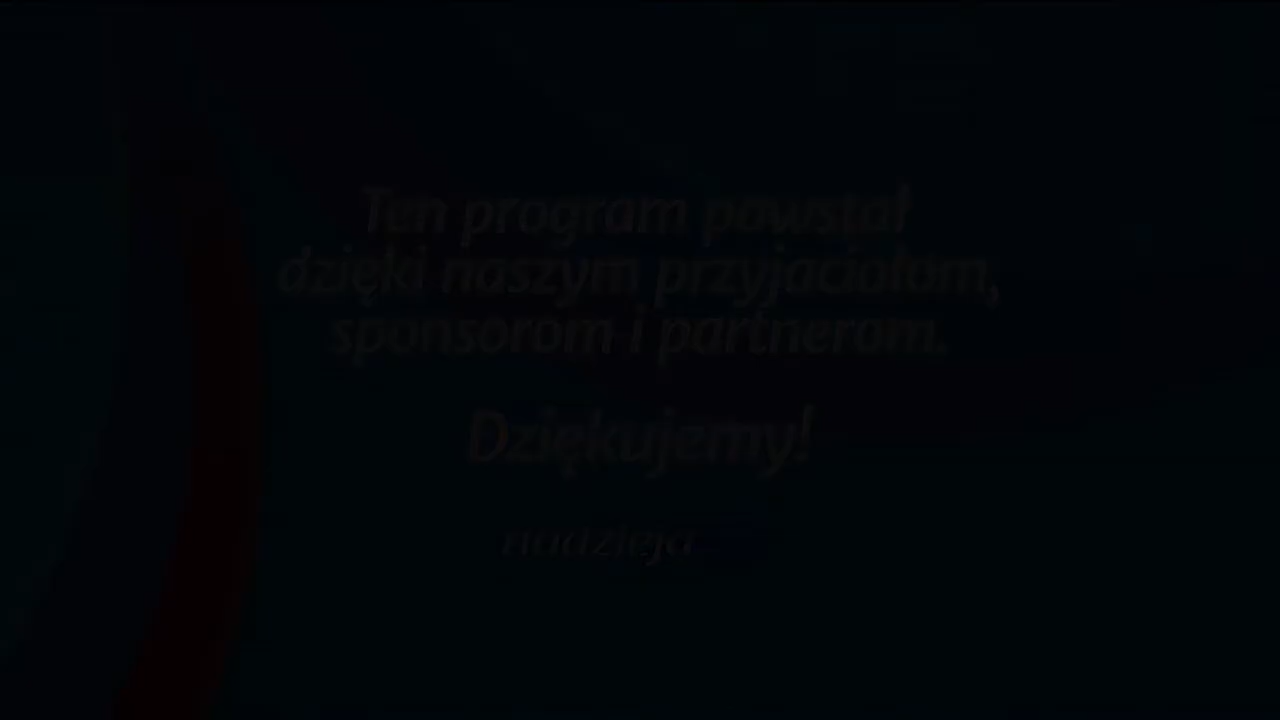 Ten program powstał
dzięki naszym przyjaciołom,
sponsorom i partnerom.
Dziękujemy!
nadzieja